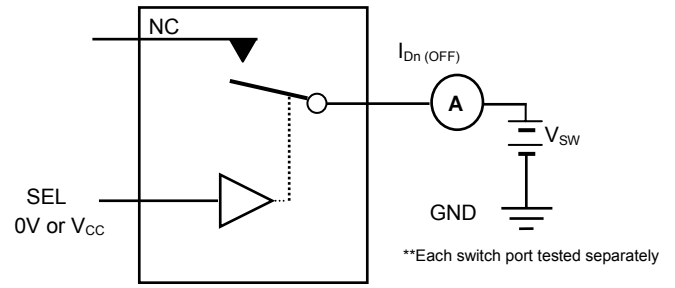 NC
I_Dn (OFF)
A
V_SW
SEL
0V or V_CC
GND
**Each switch port tested separately